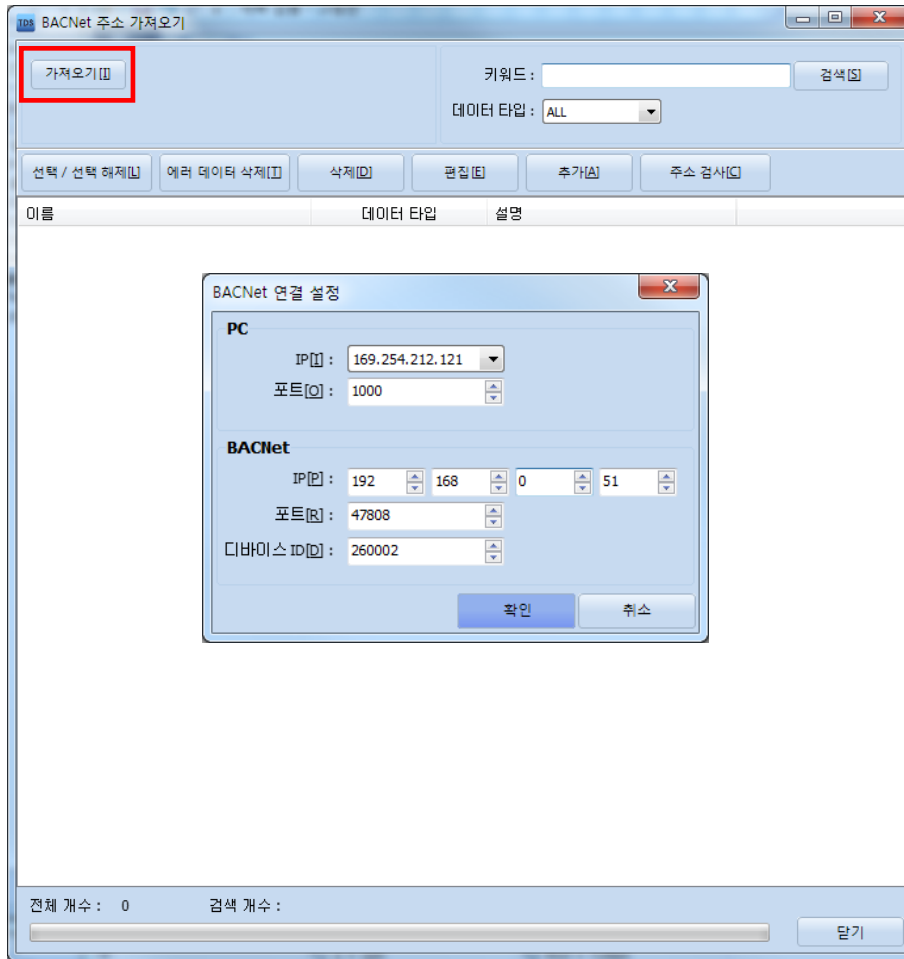 TDS BACNet 주소 가져오기
가져오기[I]
키워드 :
검색[S]
데이터 타입 : ALL
선택 / 선택 해제[L] 에러 데이터 삭제[T] 삭제[D] 편집[E] 추가[A] 주소 검사[C]
이름 데이터 타입 설명
BACNet 연결 설정
PC
IP[I] : 169.254.212.121
포트[O] : 1000
BACNet
IP[P] : 192 168 0 51
포트[R] : 47808
디바이스 ID[D] : 260002
확인 취소
전체 개수 : 0 검색 개수 :
닫기